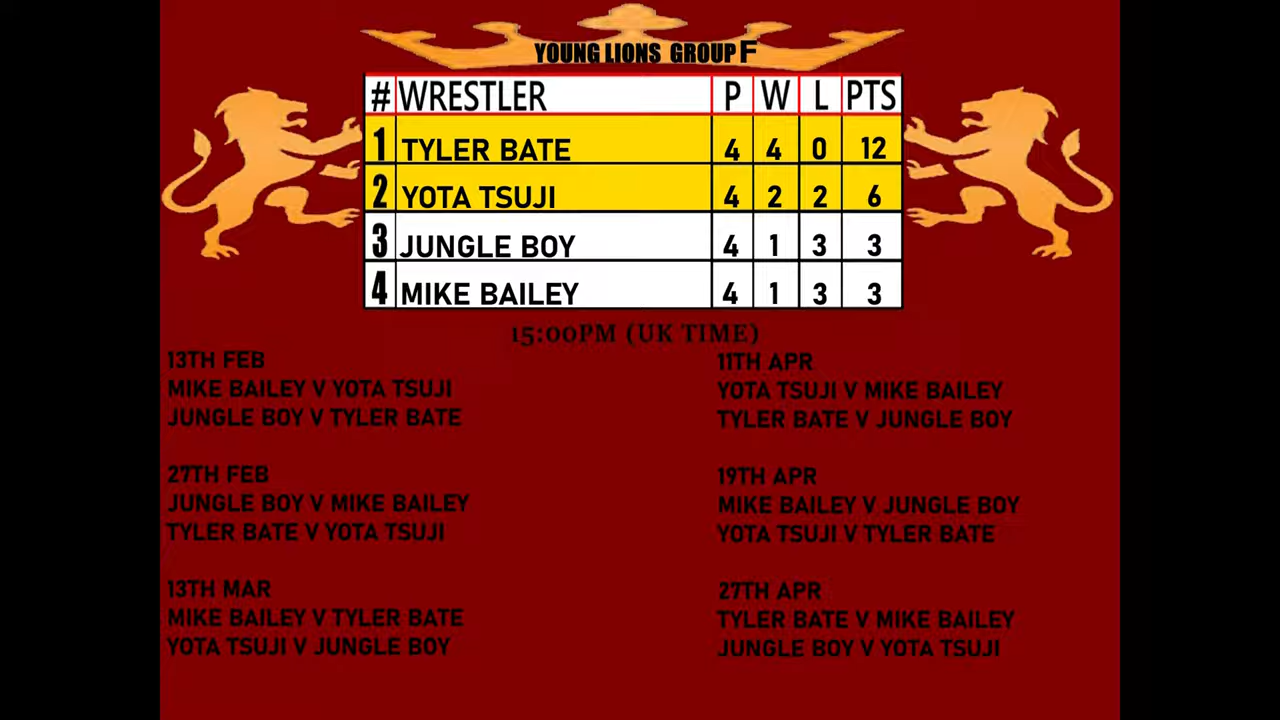 YOUNG LIONS GROUP F
# WRESTLER P W L PTS
1 TYLER BATE 4 4 0 12
2 YOTA TSUJI 4 2 2 6
3 JUNGLE BOY 4 1 3 3
4 MIKE BAILEY 4 1 3 3
15:00PM (UK TIME)
13TH FEB
MIKE BAILEY V YOTA TSUJI
JUNGLE BOY V TYLER BATE
27TH FEB
JUNGLE BOY V MIKE BAILEY
TYLER BATE V YOTA TSUJI
13TH MAR
MIKE BAILEY V TYLER BATE
YOTA TSUJI V JUNGLE BOY
11TH APR
YOTA TSUJI V MIKE BAILEY
TYLER BATE V JUNGLE BOY
19TH APR
MIKE BAILEY V JUNGLE BOY
YOTA TSUJI V TYLER BATE
27TH APR
TYLER BATE V MIKE BAILEY
JUNGLE BOY V YOTA TSUJI